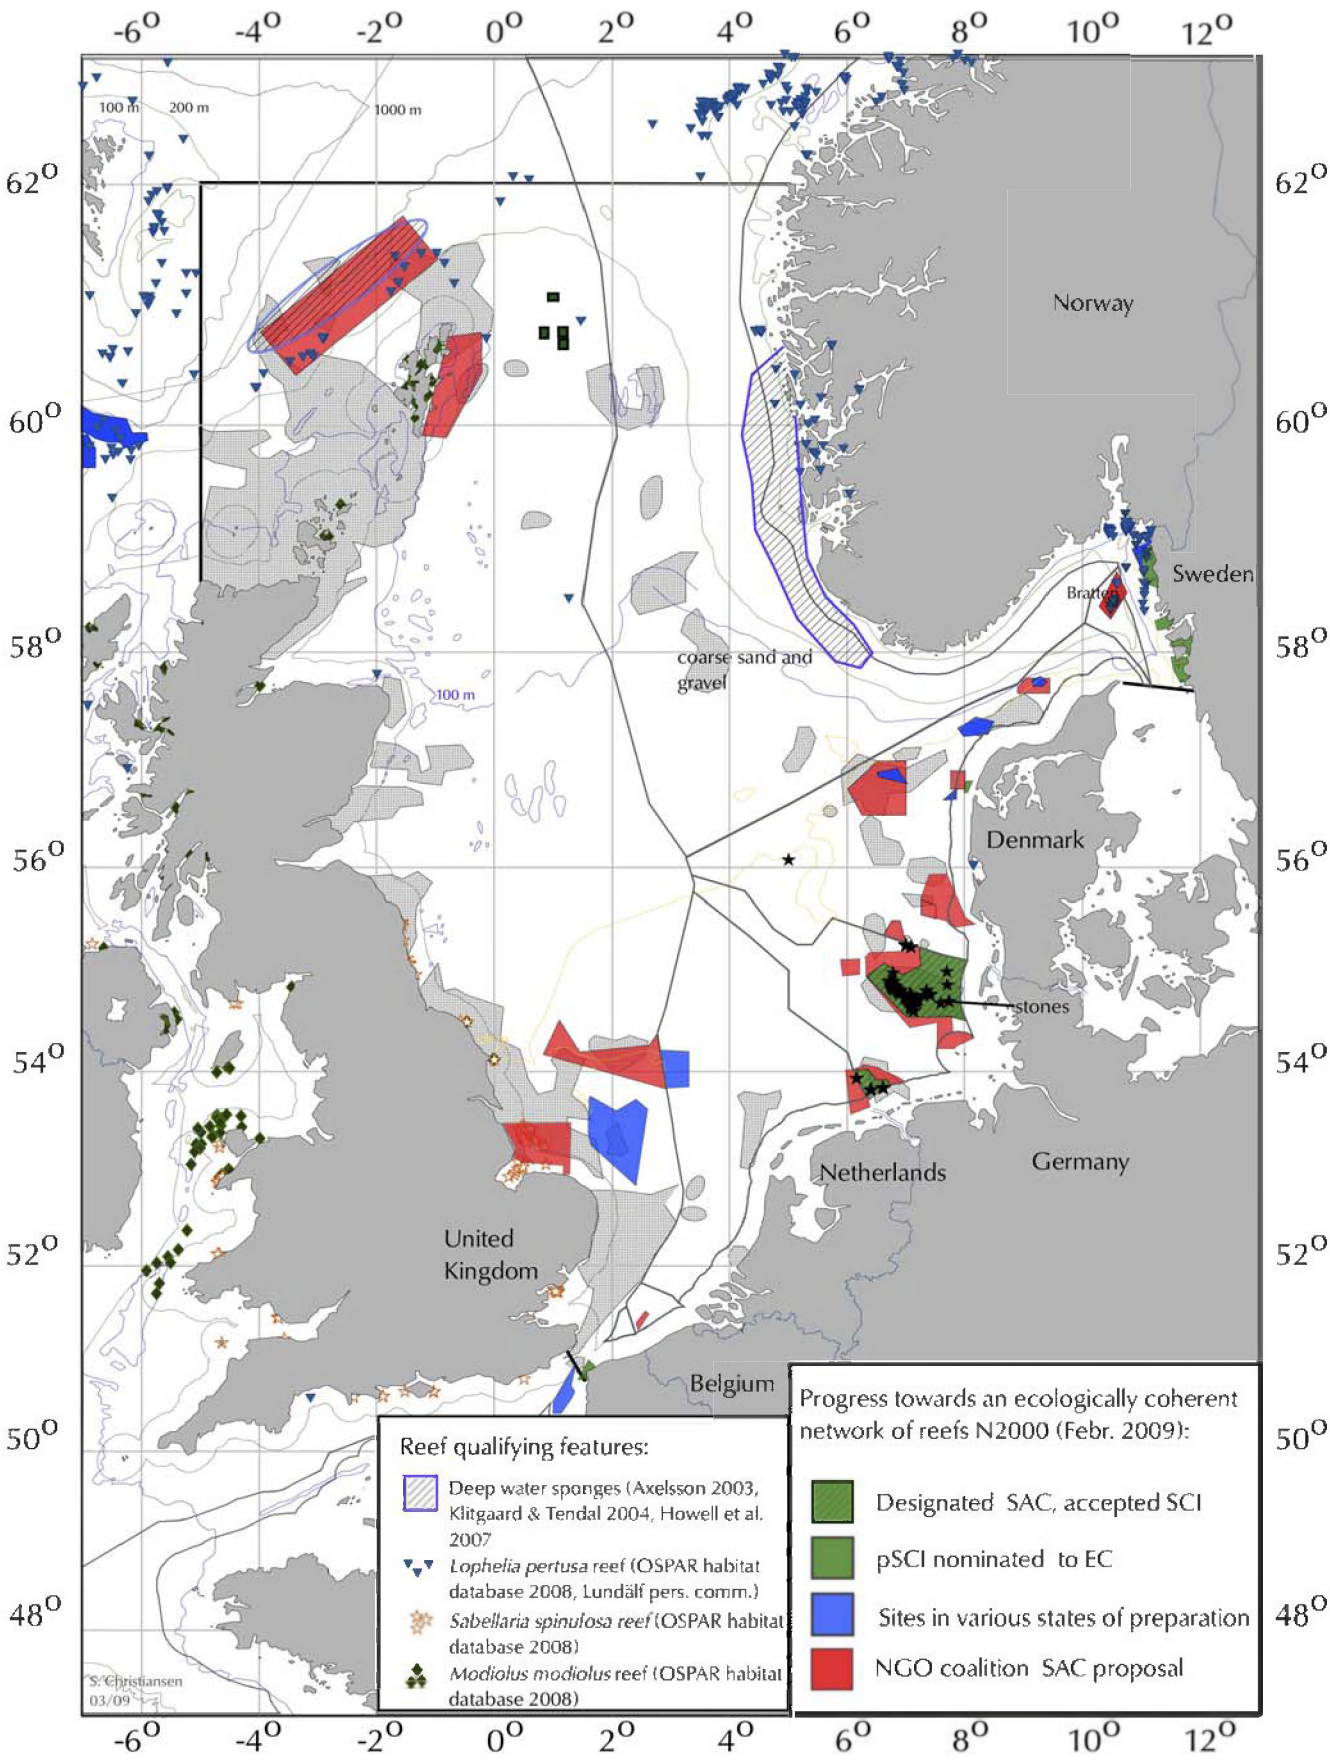 -6° -4° -2° 0° 2° 4° 6° 8° 10° 12°
100 m 200 m 1000 m
62° 62°
Norway
60° 60°
Sweden
Bratten
58° 58°
coarse sand and
gravel
100 m
Denmark
56° 56°
stones
54° 54°
Netherlands
Germany
United
Kingdom
52° 52°
Belgium
50° 50°
48° 48°
Reef qualifying features:
Deep water sponges (Axelsson 2003,
Klitgaard & Tendal 2004, Howell et al.
2007
Lophelia pertusa reef (OSPAR habitat
database 2008, Lundälf pers. comm.)
Sabellaria spinulosa reef (OSPAR habitat
database 2008)
Modiolus modiolus reef (OSPAR habitat
database 2008)
Progress towards an ecologically coherent
network of reefs N2000 (Febr. 2009):
Designated SAC, accepted SCI
pSCI nominated to EC
Sites in various states of preparation
NGO coalition SAC proposal
S. Christiansen
03/09
-6° -4° -2° 0° 2° 4° 6° 8° 10° 12°